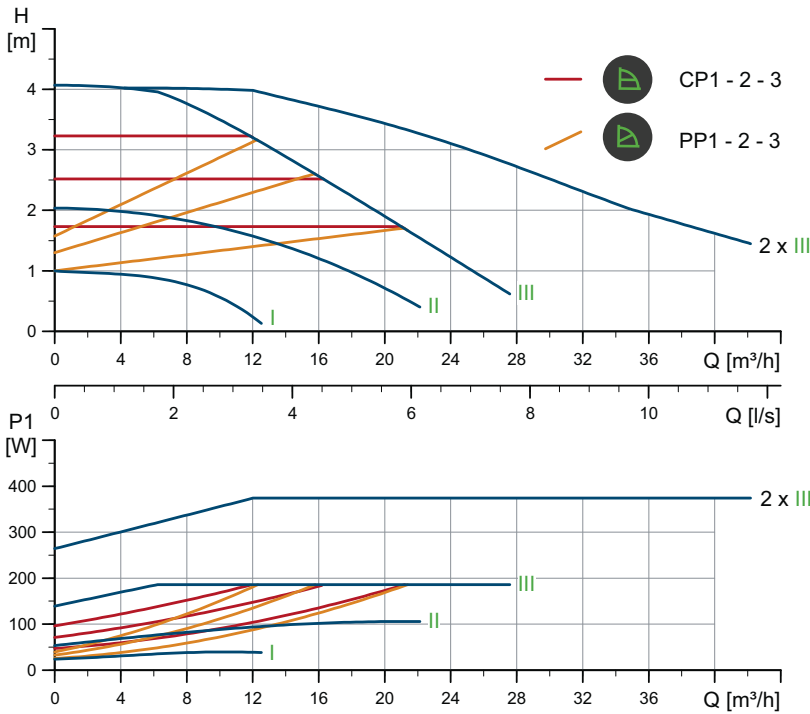 H
[m]
4
3
2
1
0
CP1 - 2 - 3
PP1 - 2 - 3
2 x III
III
II
I
0 4 8 12 16 20 24 28 32 36 Q [m³/h]
0 2 4 6 8 10 Q [l/s]
P1
[W]
400
300
200
100
0
2 x III
III
II
I
0 4 8 12 16 20 24 28 32 36 Q [m³/h]